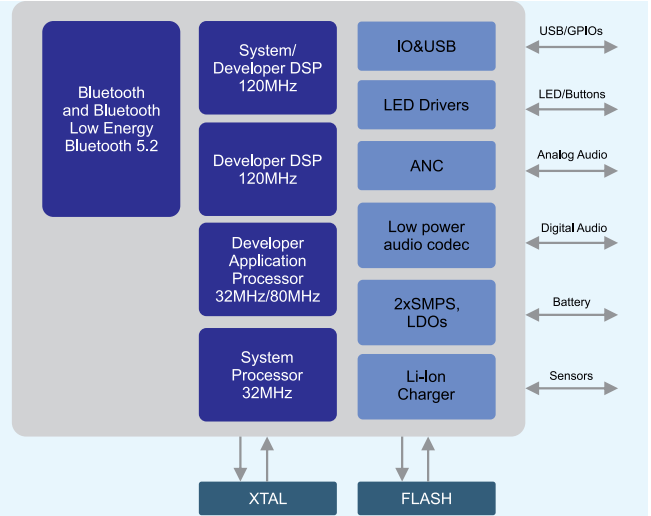 Bluetooth
and Bluetooth
Low Energy
Bluetooth 5.2
System/
Developer DSP
120MHz
Developer DSP
120MHz
Developer
Application
Processor
32MHz/80MHz
System
Processor
32MHz
IO&USB
LED Drivers
ANC
Low power
audio codec
2xSMPS,
LDOs
Li-Ion
Charger
USB/GPIOs
LED/Buttons
Analog Audio
Digital Audio
Battery
Sensors
XTAL
FLASH